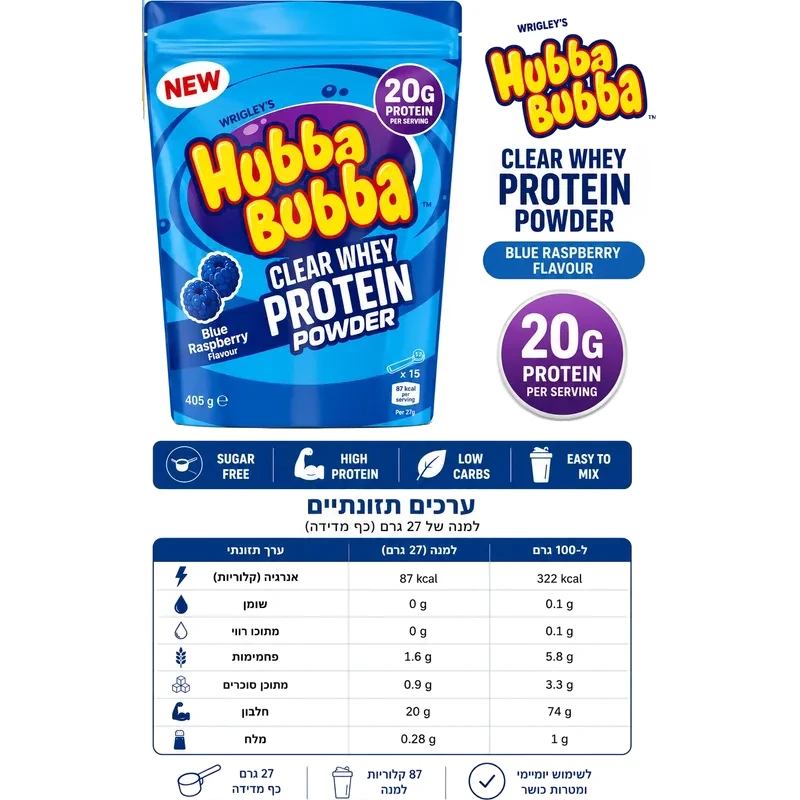 NEW
20G
PROTEIN
PER SERVING
WRIGLEY'S
Hubba
Bubba™
CLEAR WHEY
PROTEIN
POWDER
Blue
Raspberry
Flavour
x 15
87 kcal
per
serving
Per 27g
405 g ℮
WRIGLEY'S
Hubba
Bubba™
CLEAR WHEY
PROTEIN
POWDER
BLUE RASPBERRY
FLAVOUR
20G
PROTEIN
PER SERVING
SUGAR
FREE
HIGH
PROTEIN
LOW
CARBS
EASY TO
MIX
ערכים תזונתיים
למנה של 27 גרם (כף מדידה)
ערך תזונתי למנה (27 גרם) ל-100 גרם
אנרגיה (קלוריות) 87 kcal 322 kcal
שומן 0 g 0.1 g
מתוכו רווי 0 g 0.1 g
פחמימות 1.6 g 5.8 g
מתוכן סוכרים 0.9 g 3.3 g
חלבון 20 g 74 g
מלח 0.28 g 1 g
27 גרם
כף מדידה
87 קלוריות
למנה
לשימוש יומיומי
ומטרות כושר